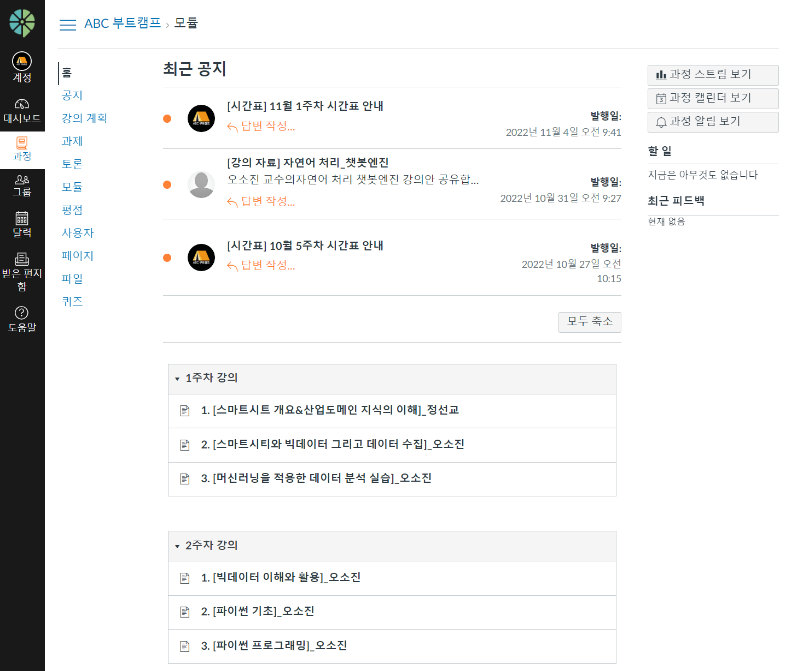 ABC 부트캠프 › 모듈
계정
대시보드
과정
그룹
달력
받은 편지
함
도움말
홈
공지
강의 계획
과제
토론
모듈
평점
사용자
페이지
파일
퀴즈
최근 공지
[시간표] 11월 1주차 시간표 안내
답변 작성...
발행일:
2022년 11월 4일 오전 9:41
[강의 자료] 자연어 처리_챗봇엔진
오소진 교수의자연어 처리 챗봇엔진 강의안 공유합...
답변 작성...
발행일:
2022년 10월 31일 오전 9:27
[시간표] 10월 5주차 시간표 안내
답변 작성...
발행일:
2022년 10월 27일 오전
10:15
모두 축소
1주차 강의
1. [스마트시트 개요&산업도메인 지식의 이해]_정선교
2. [스마트시티와 빅데이터 그리고 데이터 수집]_오소진
3. [머신러닝을 적용한 데이터 분석 실습]_오소진
2주차 강의
1. [빅데이터 이해와 활용]_오소진
2. [파이썬 기초]_오소진
3. [파이썬 프로그래밍]_오소진
과정 스트림 보기
과정 캘린더 보기
과정 알림 보기
할 일
지금은 아무것도 없습니다
최근 피드백
현재 없음